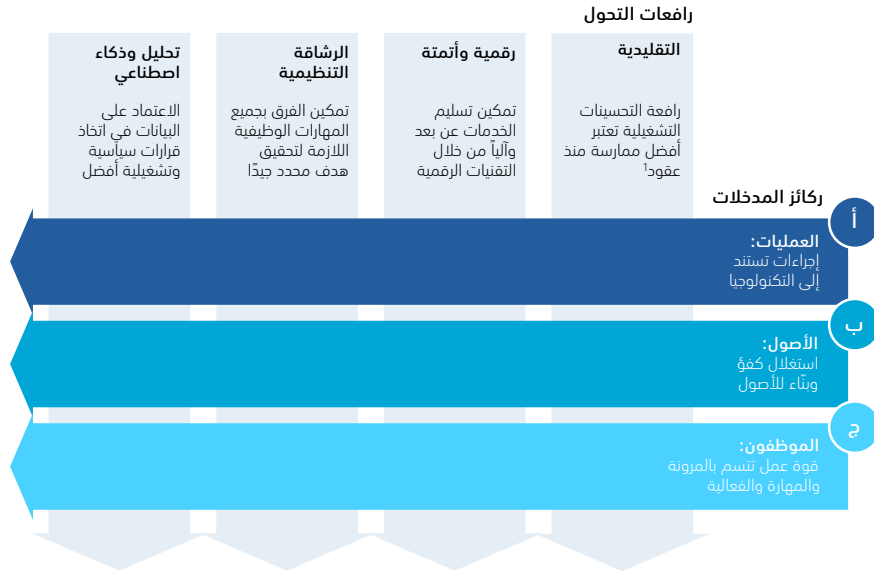 رافعات التحول
التقليدية
رافعة التحسينات
التشغيلية تعتبر
أفضل ممارسة منذ
عقود1
رقمية وأتمتة
تمكين تسليم
الخدمات عن بعد
وآلياً من خلال
التقنيات الرقمية
الرشاقة
التنظيمية
تمكين الفرق بجميع
المهارات الوظيفية
اللازمة لتحقيق
هدف محدد جيدًا
تحليل وذكاء
اصطناعي
الاعتماد على
البيانات في اتخاذ
قرارات سياسية
وتشغيلية أفضل
ركائز المدخلات
أ
العمليات:
إجراءات تستند
إلى التكنولوجيا
ب
الأصول:
استغلال كفؤ
وبنّاء للأصول
ج
الموظفون:
قوة عمل تتسم بالمرونة
والمهارة والفعالية